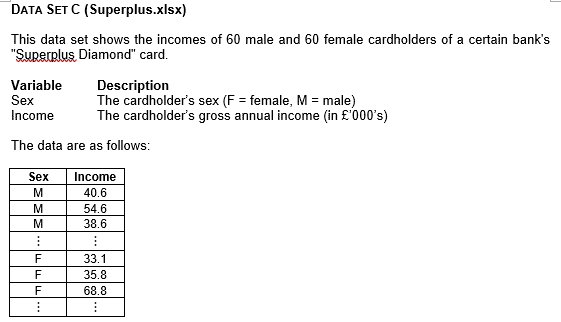 DATA SET C (Superplus.xlsx)
This data set shows the incomes of 60 male and 60 female cardholders of a certain bank's
"Superplus Diamond" card.
Variable Description
Sex The cardholder's sex (F = female, M = male)
Income The cardholder's gross annual income (in £'000's)
The data are as follows:
Sex Income
M 40.6
M 54.6
M 38.6
⋮ ⋮
F 33.1
F 35.8
F 68.8
⋮ ⋮